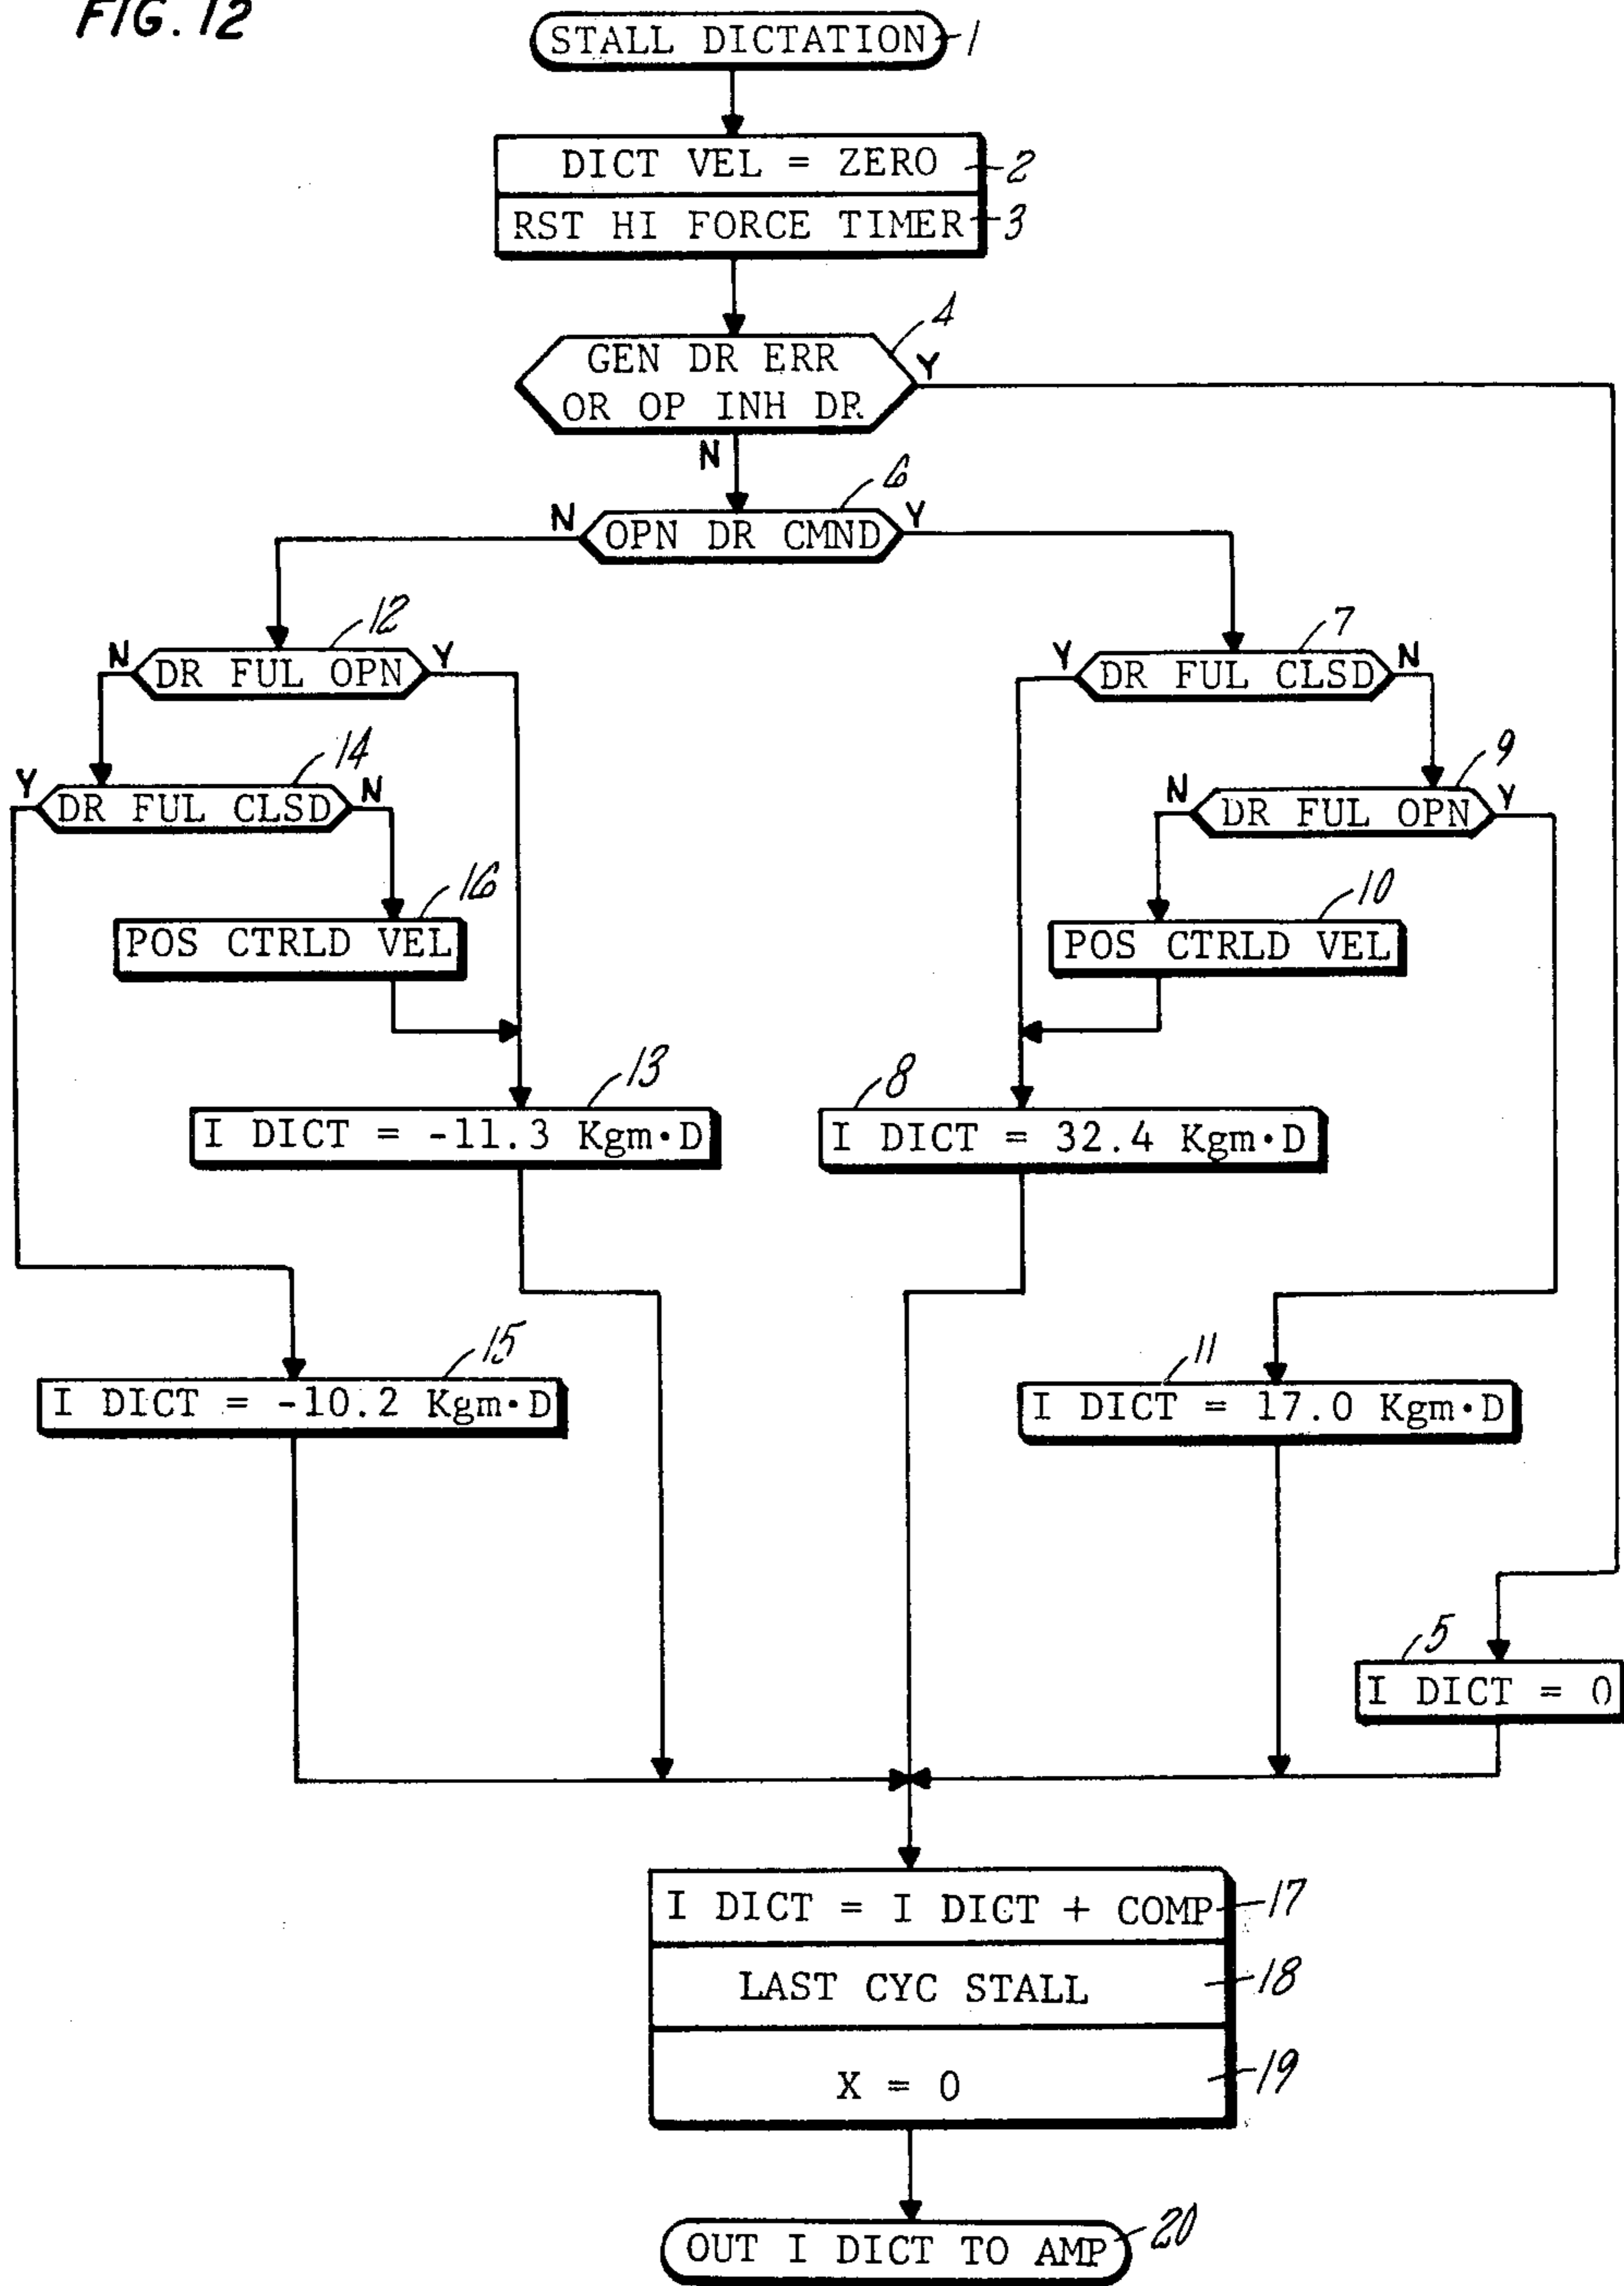 FIG. 12
STALL DICTATION 1
DICT VEL = ZERO 2
RST HI FORCE TIMER 3
4
GEN DR ERR
OR OP INH DR
Y
N
6
N OPN DR CMND Y
12
N DR FUL OPN Y
7
Y DR FUL CLSD N
14
Y DR FUL CLSD N
9
N DR FUL OPN Y
16
POS CTRLD VEL
10
POS CTRLD VEL
13
I DICT = -11.3 Kgm·D
8
I DICT = 32.4 Kgm·D
15
I DICT = -10.2 Kgm·D
11
I DICT = 17.0 Kgm·D
5
I DICT = 0
I DICT = I DICT + COMP 17
LAST CYC STALL 18
X = 0 19
OUT I DICT TO AMP 20